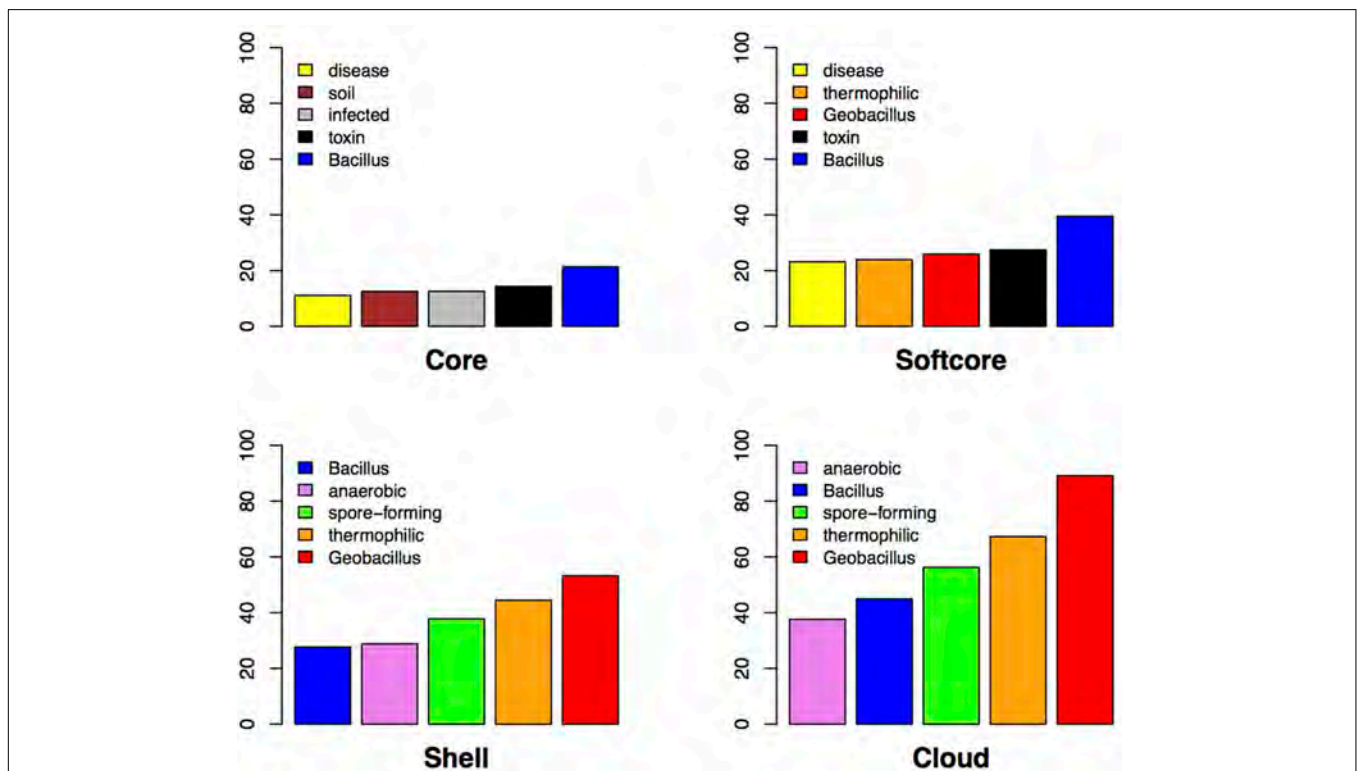 100
80
60
40
20
0
disease
soil
infected
toxin
Bacillus
Core
100
80
60
40
20
0
disease
thermophilic
Geobacillus
toxin
Bacillus
Softcore
100
80
60
40
20
0
Bacillus
anaerobic
spore−forming
thermophilic
Geobacillus
Shell
100
80
60
40
20
0
anaerobic
Bacillus
spore−forming
thermophilic
Geobacillus
Cloud